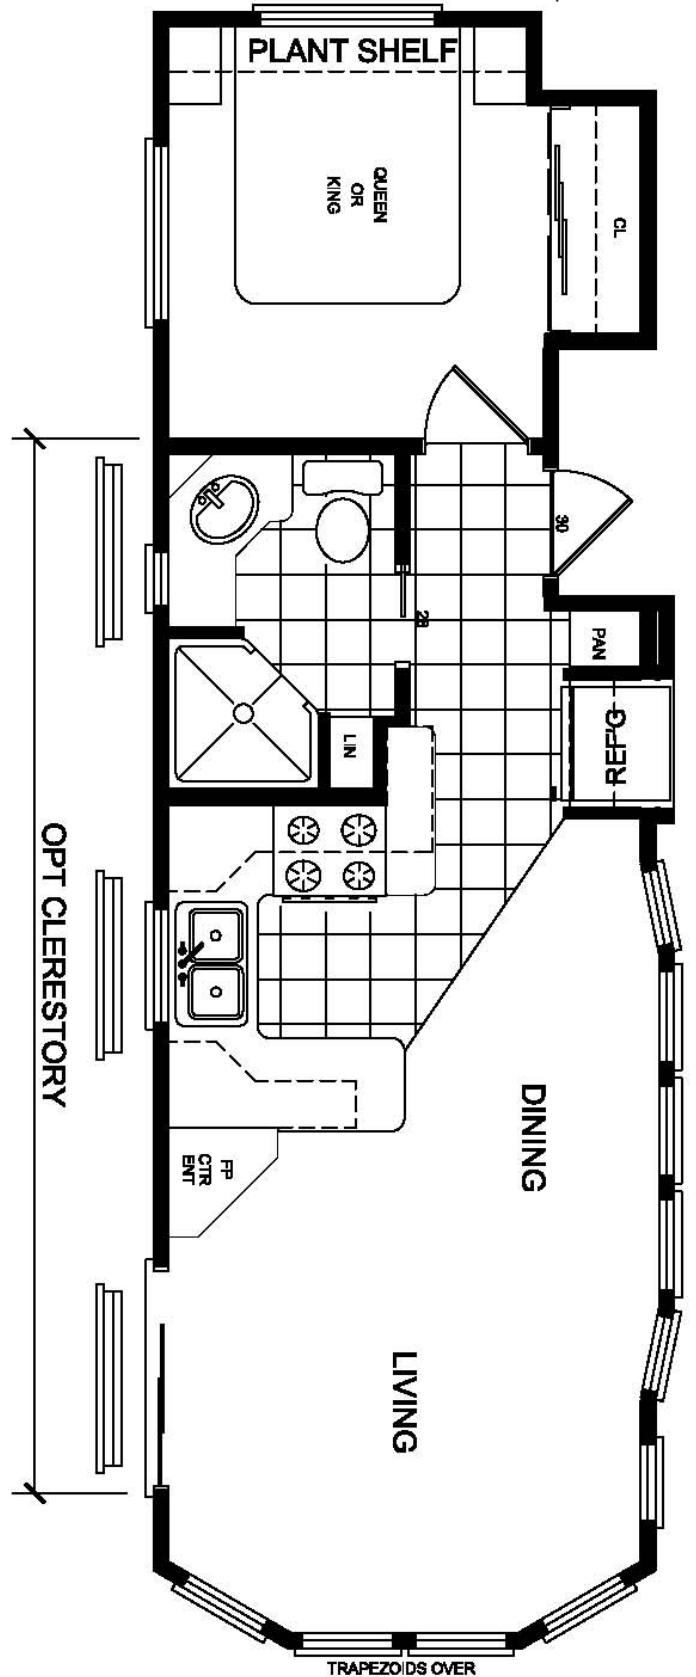 PLANT SHELF
QUEEN
OR
KING
CL
30
28
PAN
REFG
LIN
OPT CLERESTORY
DINING
FP
CTR
ENT
LIVING
TRAPEZOIDS OVER